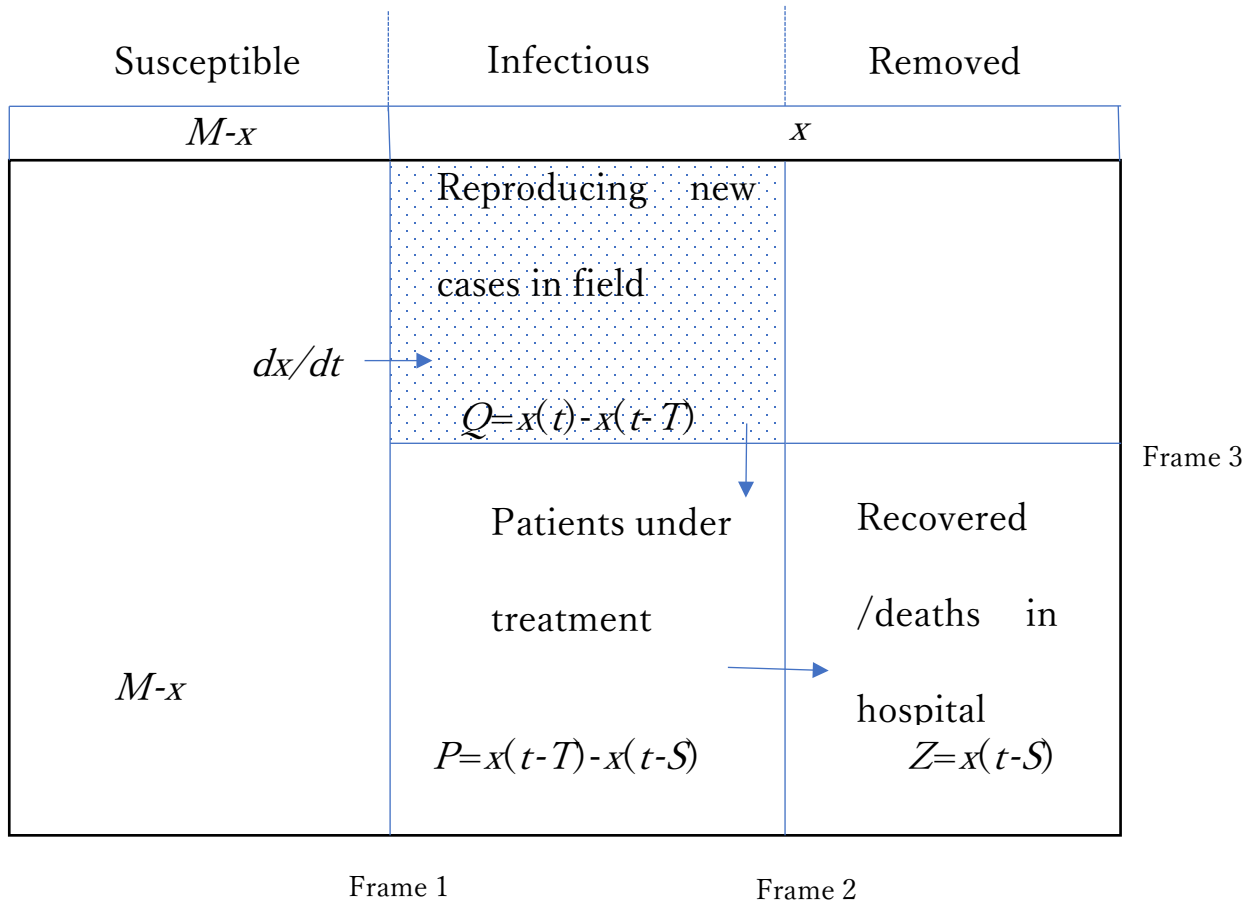 Susceptible
Infectious
Removed
M-x
x
Reproducing new
cases in field
dx/dt
Q=x(t)-x(t-T)
Frame 3
Patients under
treatment
Recovered
/deaths in
hospital
M-x
P=x(t-T)-x(t-S)
Z=x(t-S)
Frame 1
Frame 2